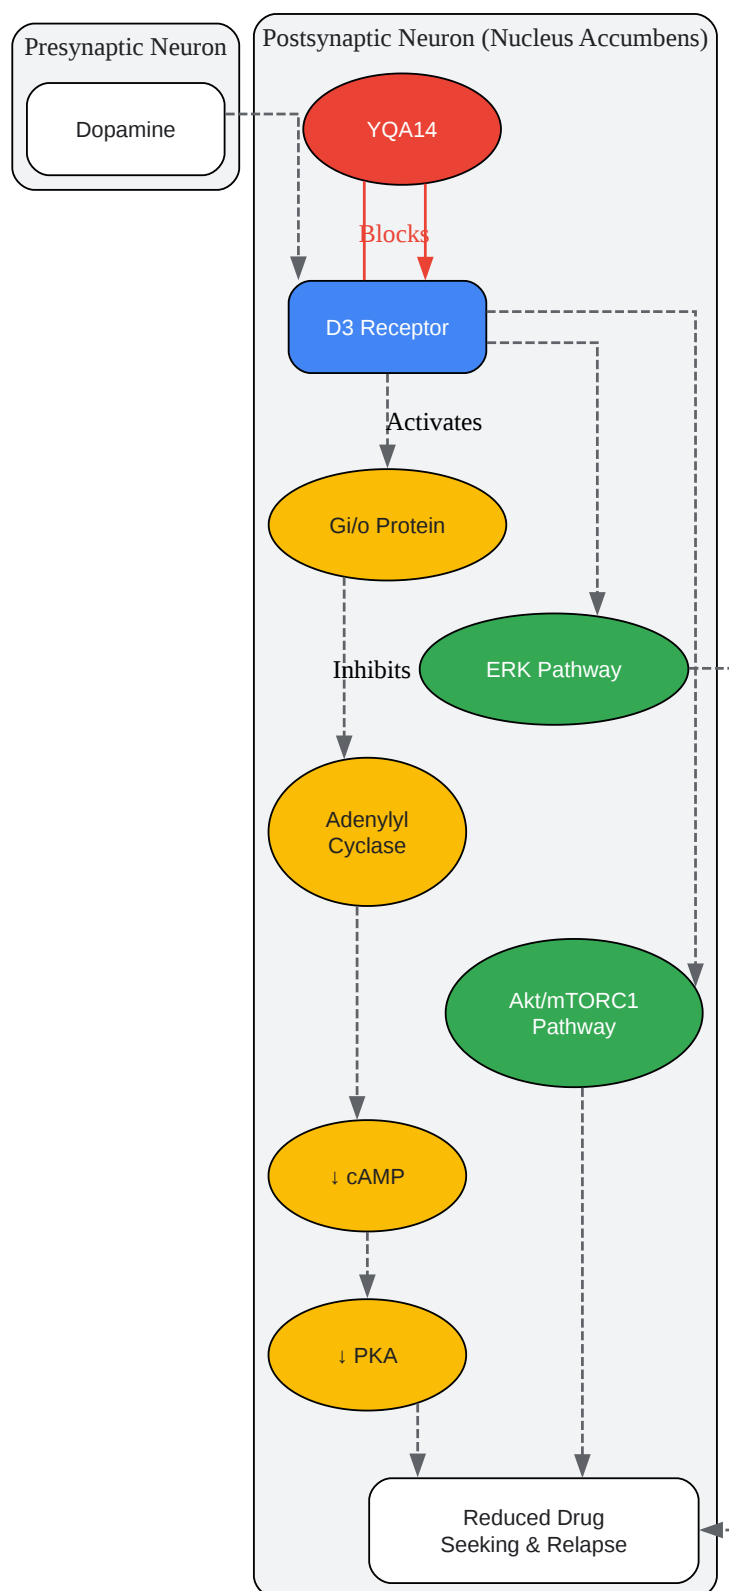 Presynaptic Neuron
Postsynaptic Neuron (Nucleus Accumbens)
Dopamine
YQA14
Blocks
D3 Receptor
Activates
Gi/o Protein
Inhibits
ERK Pathway
Adenylyl
Cyclase
Akt/mTORC1
Pathway
↓ cAMP
↓ PKA
Reduced Drug
Seeking & Relapse